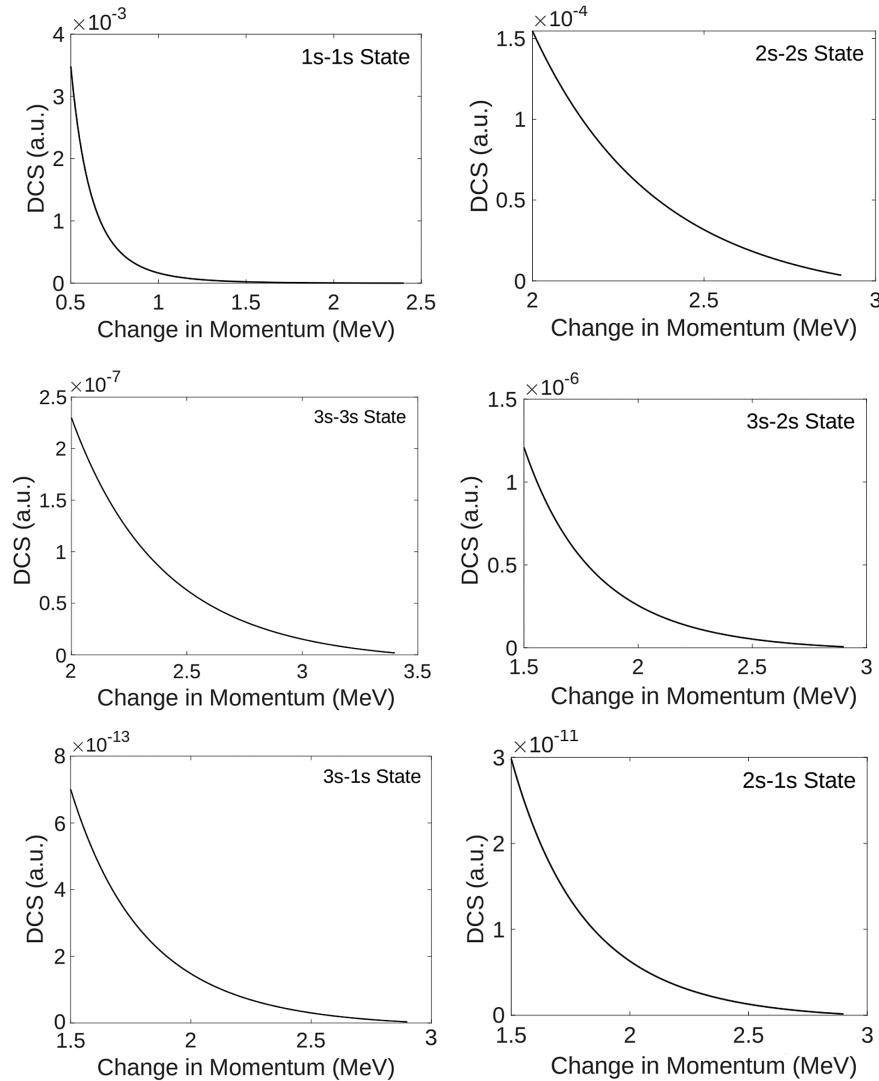 ×10-3
4
3
2
1
0
0.5 1 1.5 2 2.5
DCS (a.u.)
Change in Momentum (MeV)
1s-1s State
×10-4
1.5
1
0.5
0
2 2.5 3
DCS (a.u.)
Change in Momentum (MeV)
2s-2s State
×10-7
2.5
2
1.5
1
0.5
0
2 2.5 3 3.5
DCS (a.u.)
Change in Momentum (MeV)
3s-3s State
×10-6
1.5
1
0.5
0
1.5 2 2.5 3
DCS (a.u.)
Change in Momentum (MeV)
3s-2s State
×10-13
8
6
4
2
0
1.5 2 2.5 3
DCS (a.u.)
Change in Momentum (MeV)
3s-1s State
×10-11
3
2
1
0
1.5 2 2.5 3
DCS (a.u.)
Change in Momentum (MeV)
2s-1s State